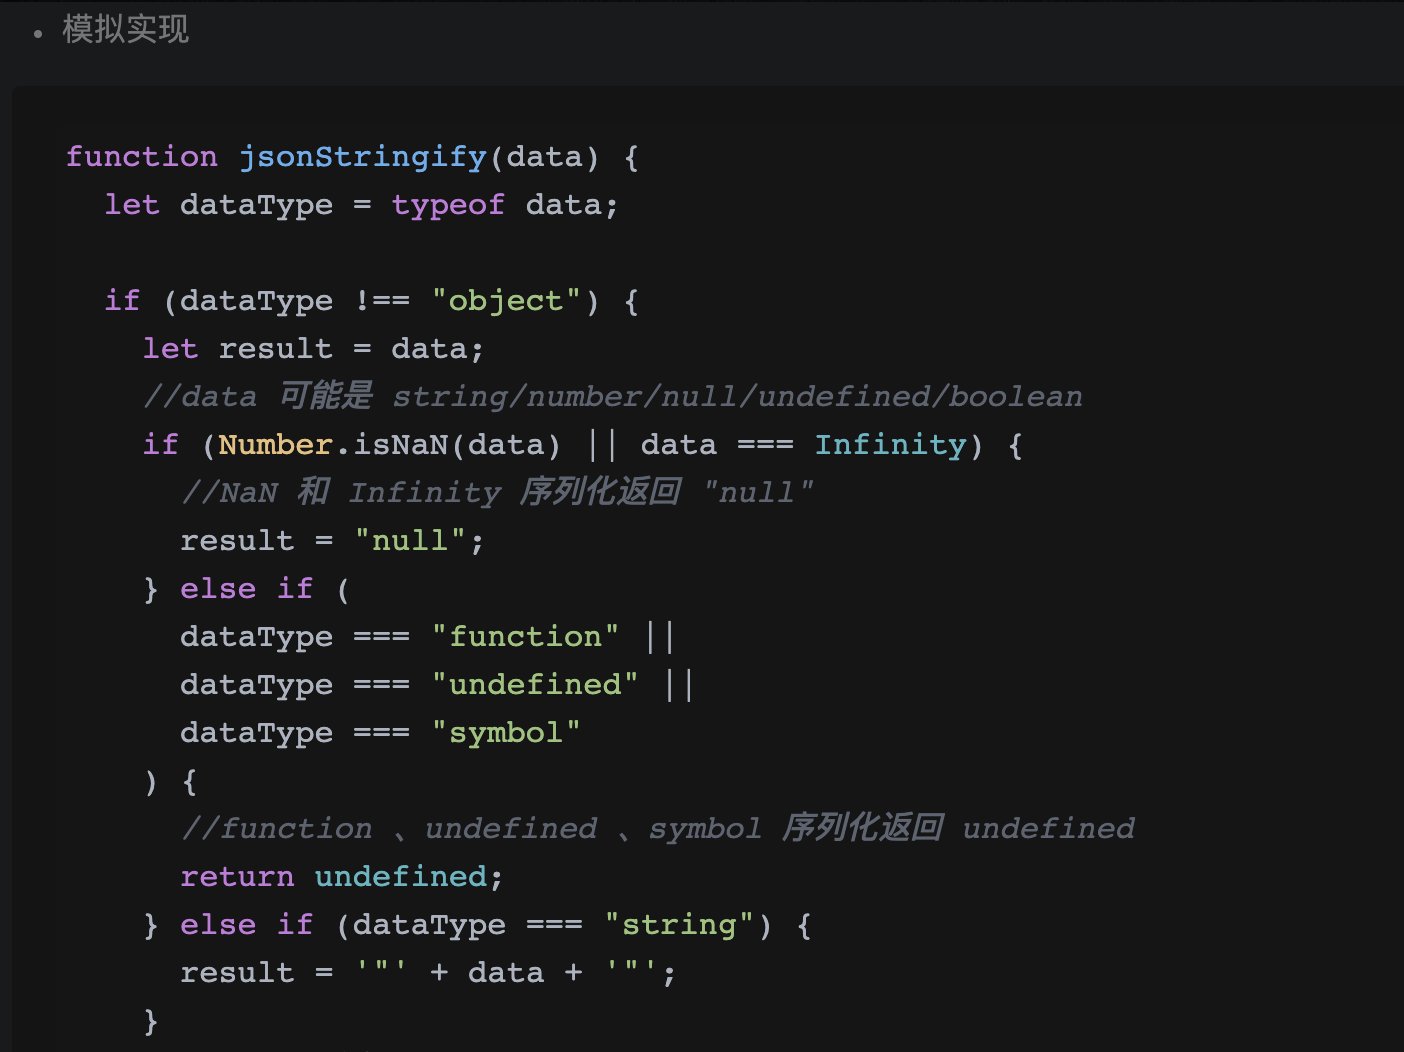 • 模拟实现
function jsonStringify(data) {
  let dataType = typeof data;

  if (dataType !== "object") {
    let result = data;
    //data 可能是 string/number/null/undefined/boolean
    if (Number.isNaN(data) || data === Infinity) {
      //NaN 和 Infinity 序列化返回 "null"
      result = "null";
    } else if (
      dataType === "function" ||
      dataType === "undefined" ||
      dataType === "symbol"
    ) {
      //function 、undefined 、symbol 序列化返回 undefined
      return undefined;
    } else if (dataType === "string") {
      result = '"' + data + '"';
    }